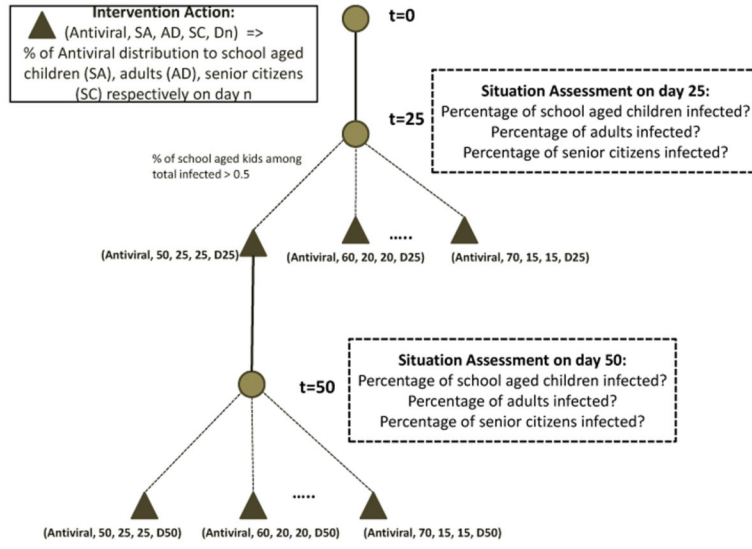 Intervention Action:
(Antiviral, SA, AD, SC, Dn) =>
% of Antiviral distribution to school aged
children (SA), adults (AD), senior citizens
(SC) respectively on day n
t=0
t=25
Situation Assessment on day 25:
Percentage of school aged children infected?
Percentage of adults infected?
Percentage of senior citizens infected?
% of school aged kids among
total infected > 0.5
.....
(Antiviral, 50, 25, 25, D25)
(Antiviral, 60, 20, 20, D25)
(Antiviral, 70, 15, 15, D25)
t=50
Situation Assessment on day 50:
Percentage of school aged children infected?
Percentage of adults infected?
Percentage of senior citizens infected?
.....
(Antiviral, 50, 25, 25, D50)
(Antiviral, 60, 20, 20, D50)
(Antiviral, 70, 15, 15, D50)